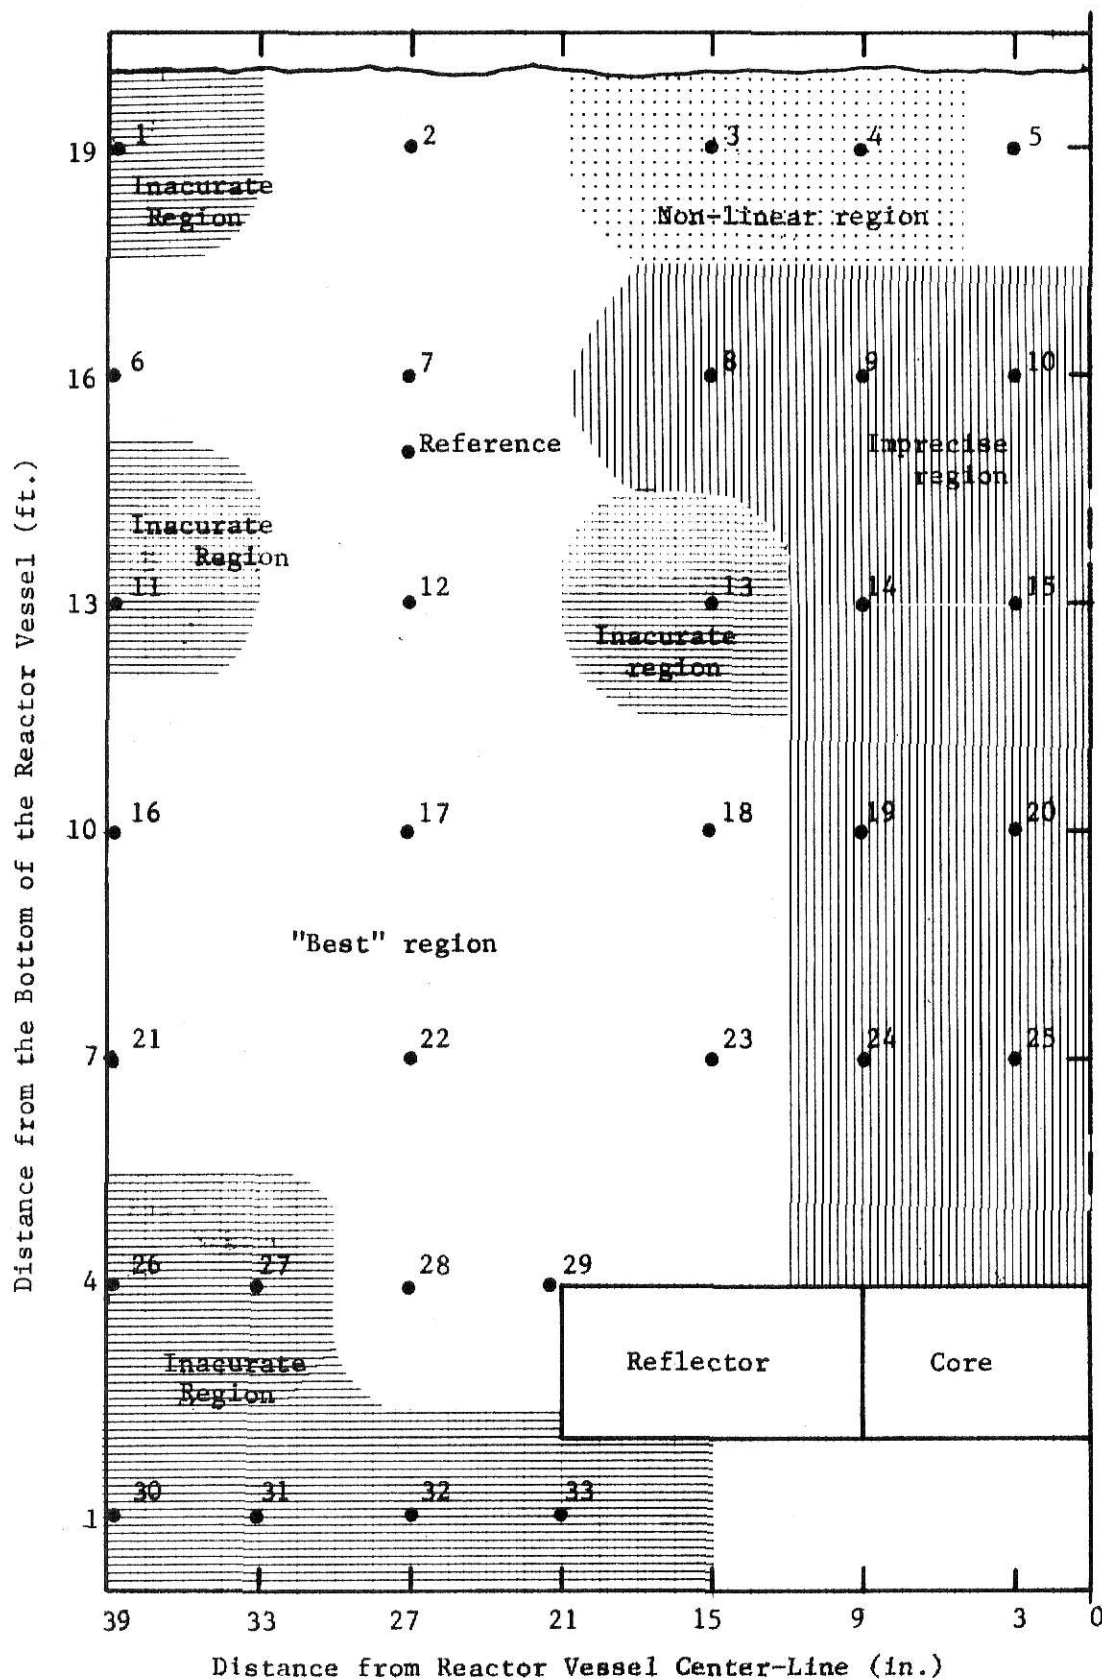 1 2 3 4 5
19
Inacurate
Region
Non-linear region
6 7 8 9 10
16
Reference
Imprecise
region
Inacurate
Region
11 12 13 14 15
13
Inacurate
region
16 17 18 19 20
10
"Best" region
21 22 23 24 25
7
26 27 28 29
4
Reflector Core
Inacurate
Region
30 31 32 33
1
39 33 27 21 15 9 3 0
Distance from Reactor Vessel Center-Line (in.)
Distance from the Bottom of the Reactor Vessel (ft.)